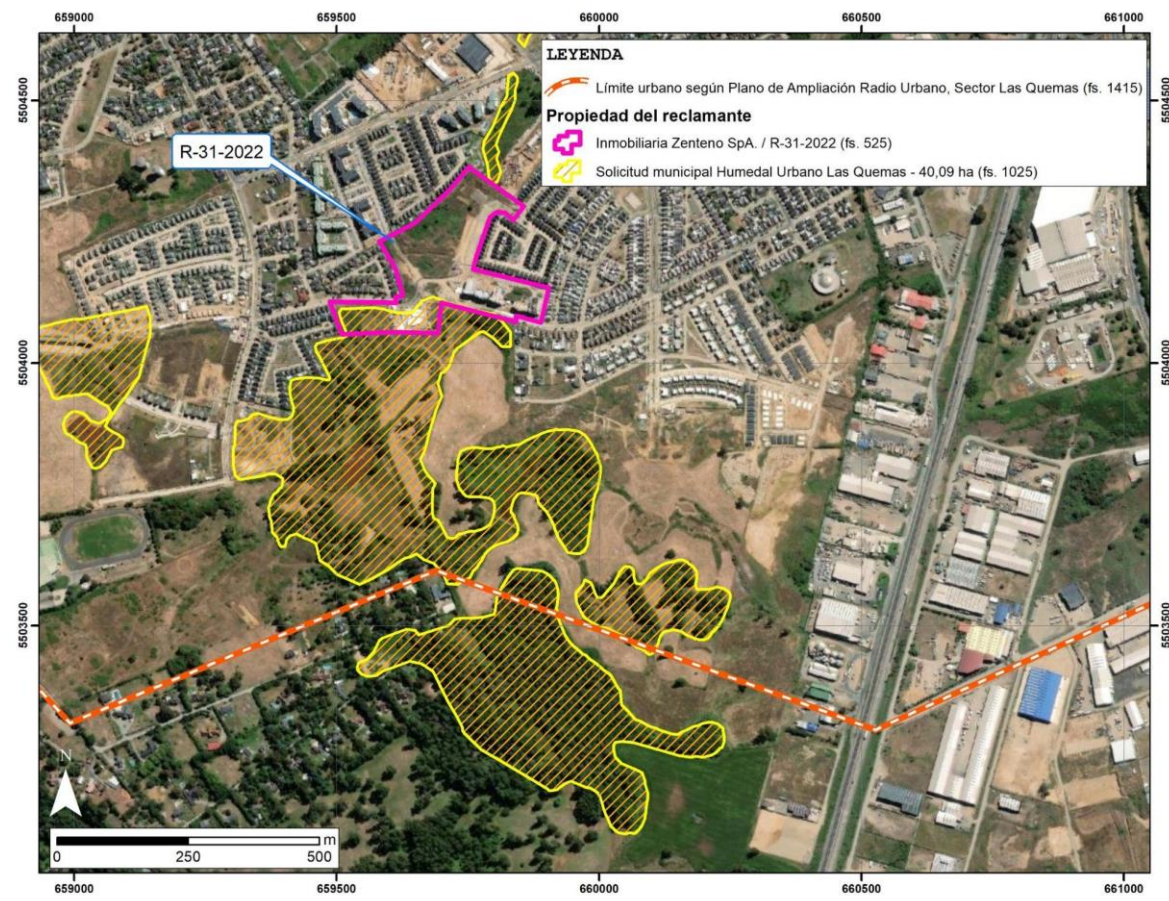 659000 659500 660000 660500 661000
LEYENDA
Límite urbano según Plano de Ampliación Radio Urbano, Sector Las Quemas (fs. 1415)
Propiedad del reclamante
Inmobiliaria Zenteno SpA. / R-31-2022 (fs. 525)
Solicitud municipal Humedal Urbano Las Quemas - 40,09 ha (fs. 1025)
R-31-2022
5504500
5504500
5504000
5504000
5503500
5503500
N
m
0 250 500
659000 659500 660000 660500 661000